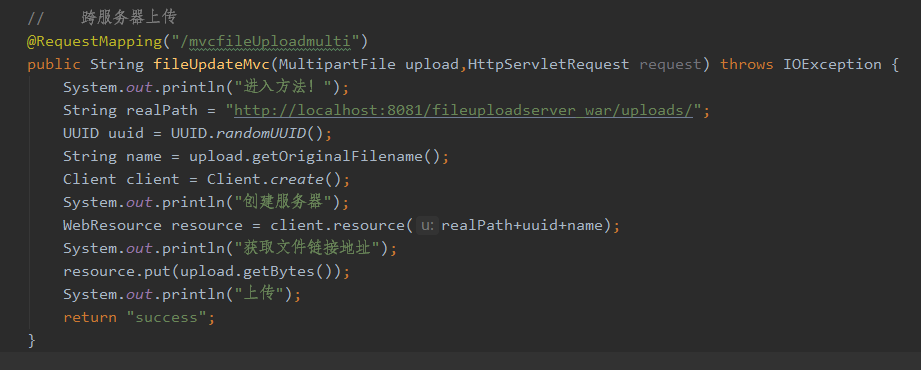 //    跨服务器上传
@RequestMapping("/mvcfileUploadmulti")
public String fileUpdateMvc(MultipartFile upload,HttpServletRequest request) throws IOException {
    System.out.println("进入方法! ");
    String realPath = "http://localhost:8081/fileuploadserver_war/uploads/";
    UUID uuid = UUID.randomUUID();
    String name = upload.getOriginalFilename();
    Client client = Client.create();
    System.out.println("创建服务器");
    WebResource resource = client.resource( u: realPath+uuid+name);
    System.out.println("获取文件链接地址");
    resource.put(upload.getBytes());
    System.out.println("上传");
    return "success";
}